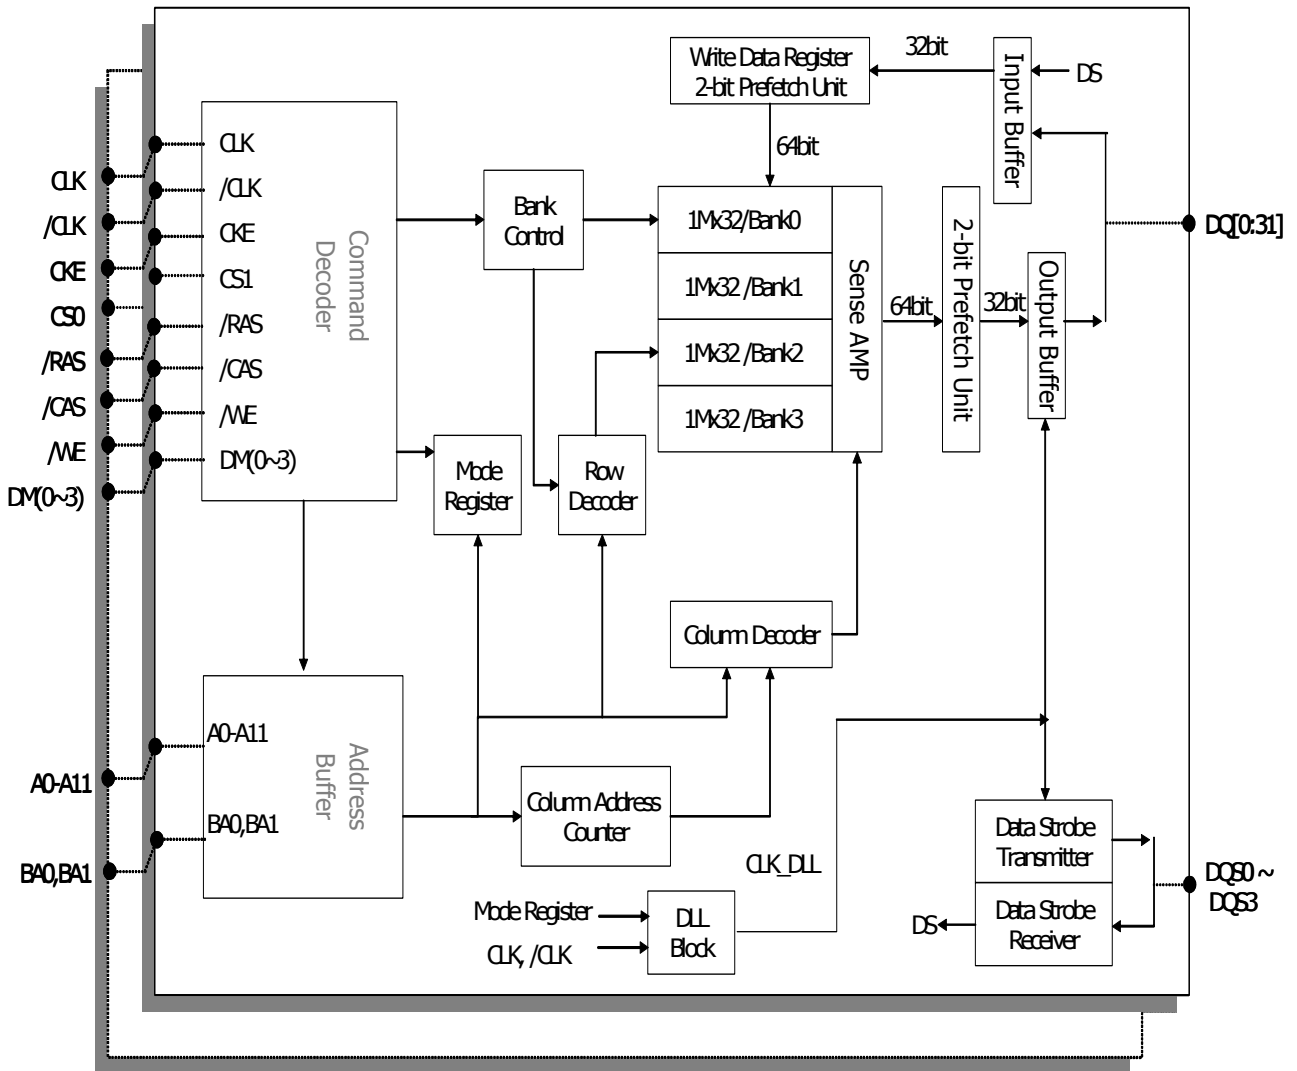 CLK
/CLK
CKE
CS0
/RAS
/CAS
/WE
DM(0~3)
A0-A11
BA0,BA1
CLK
/CLK
CKE
CS1
/RAS
/CAS
/WE
DM(0~3)
Command
Decoder
A0-A11
BA0,BA1
Address
Buffer
Bank
Control
Mode
Register
Row
Decoder
Write Data Register
2-bit Prefetch Unit
32bit
Input Buffer
DS
64bit
1Mx32/Bank0
1Mx32 /Bank1
1Mx32 /Bank2
1Mx32 /Bank3
Sense AMP
64bit
2-bit Prefetch Unit
32bit
Output Buffer
DQ[0:31]
Column Decoder
Column Address
Counter
CLK_DLL
Mode Register
CLK, /CLK
DLL
Block
Data Strobe
Transmitter
Data Strobe
Receiver
DS
DQS0 ~
DQS3